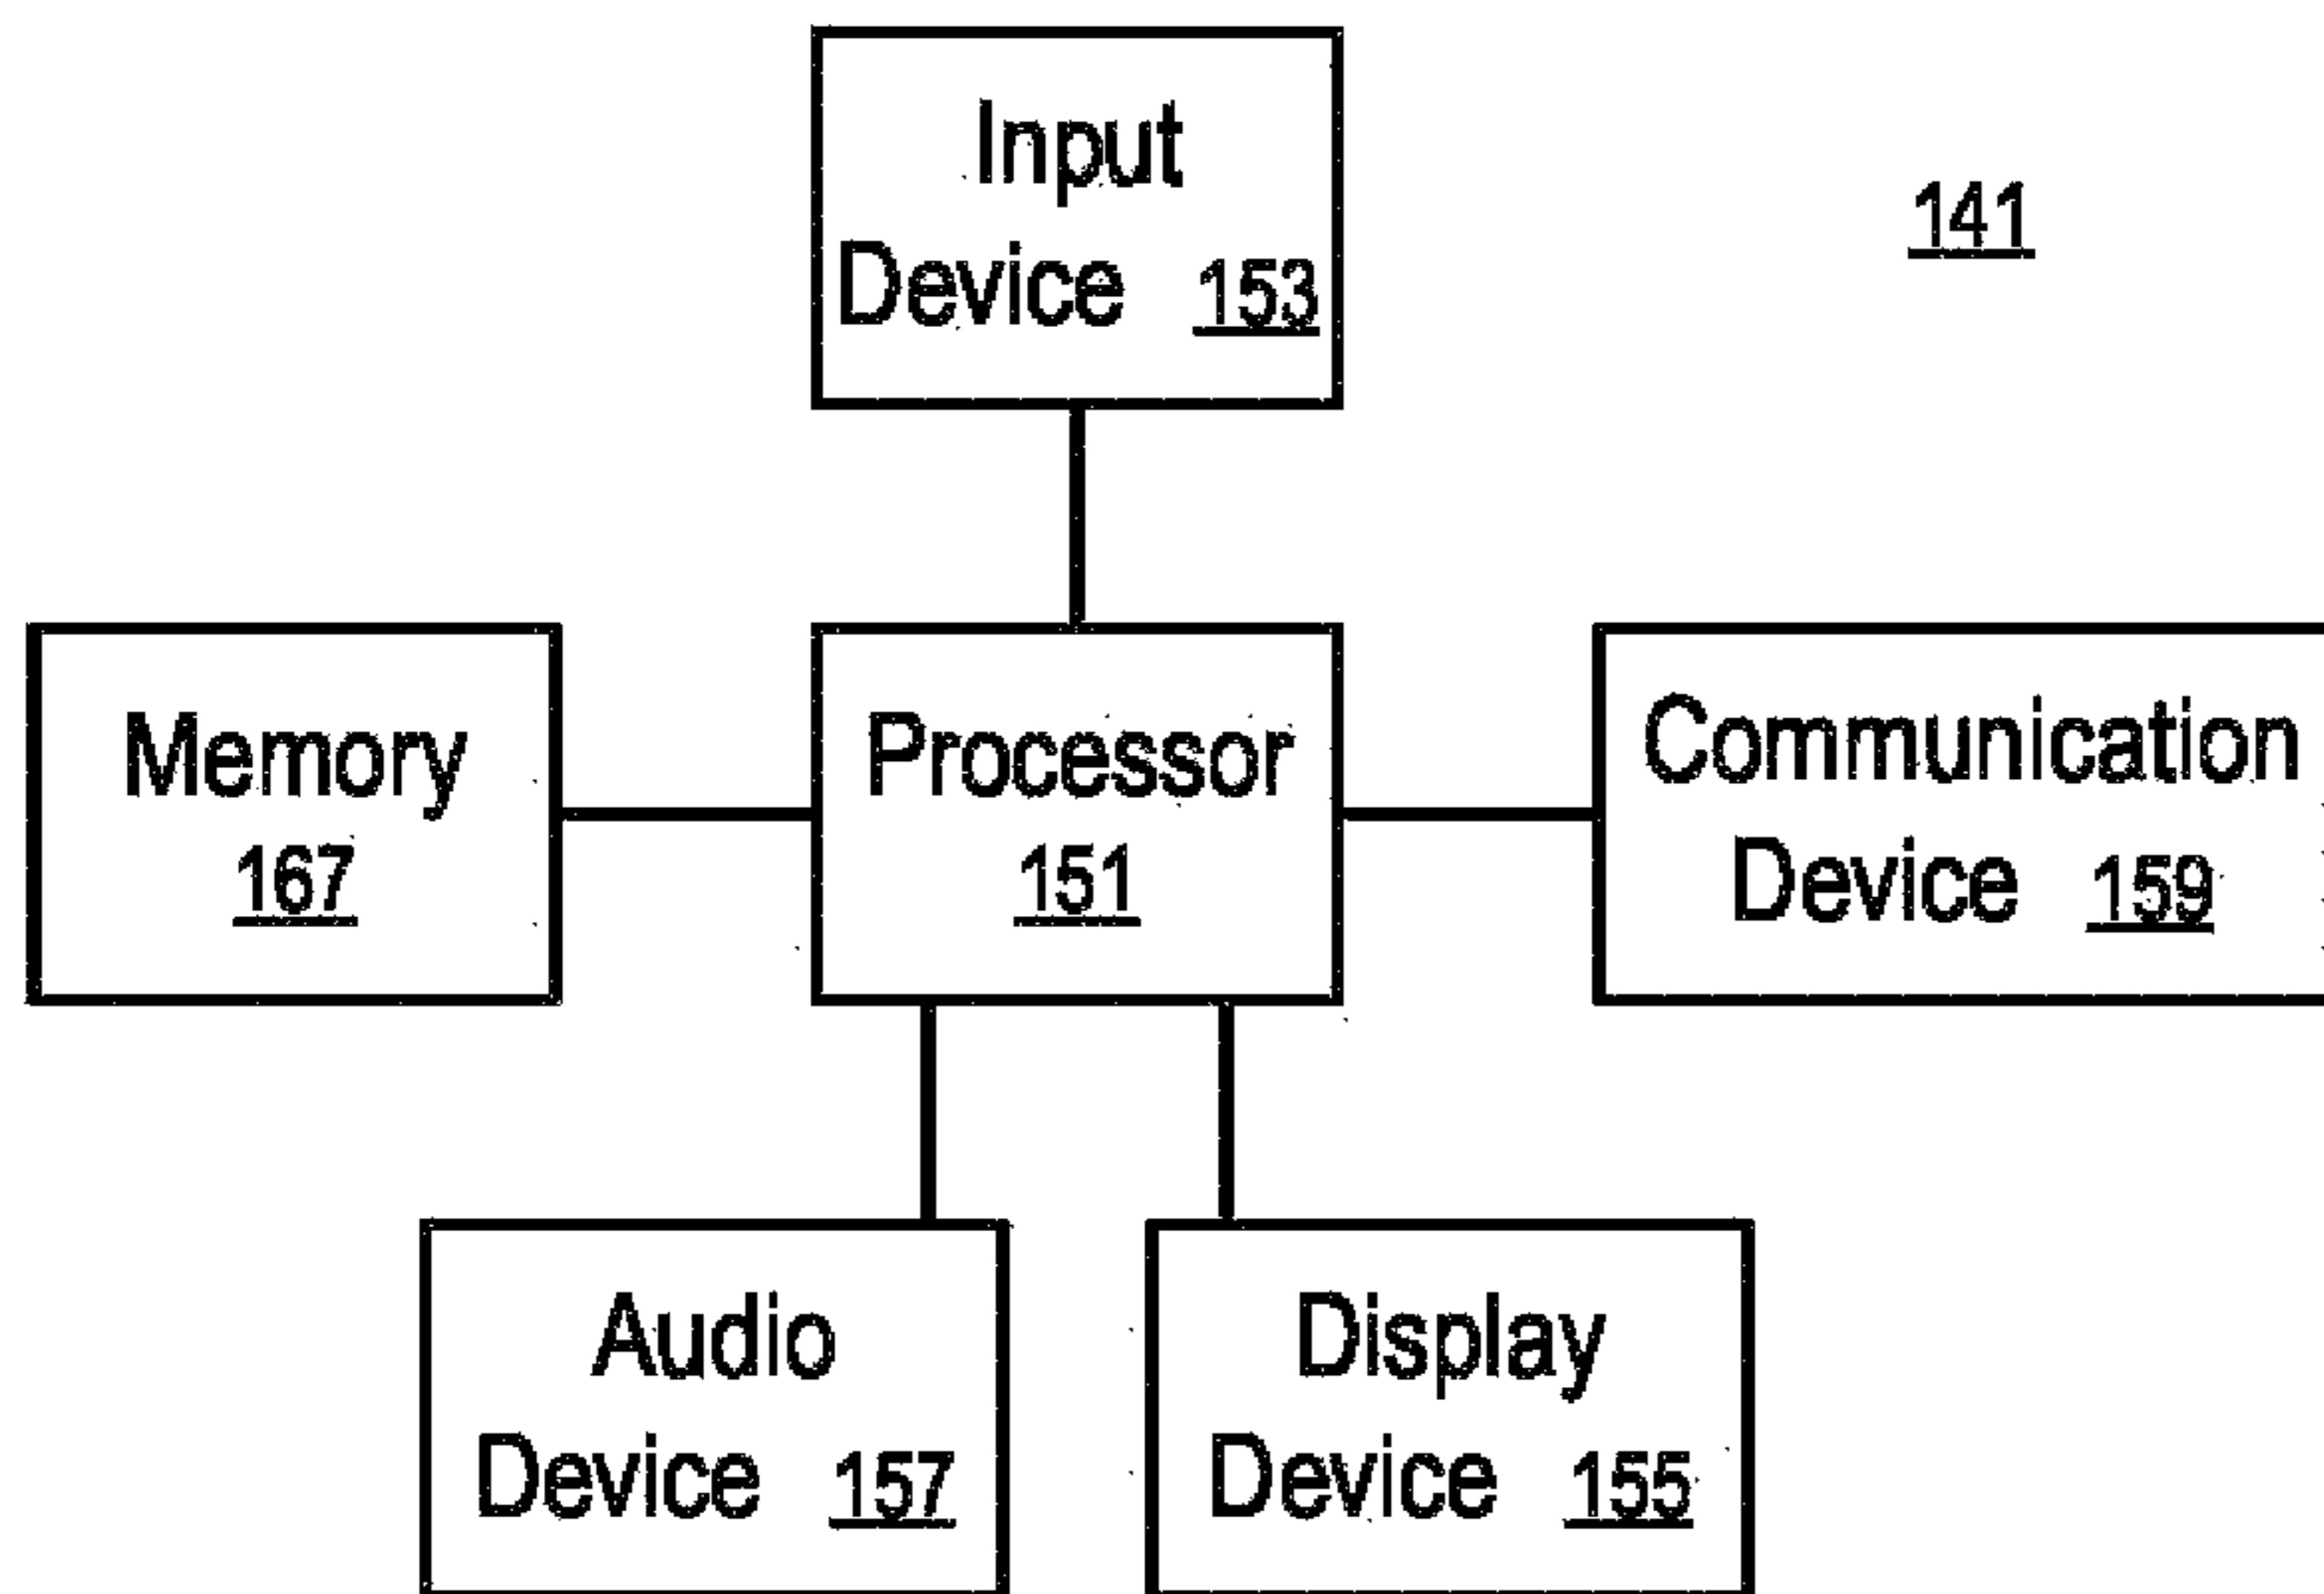 Input
Device 153
141
Memory
167
Processor
151
Communication
Device 159
Audio
Device 157
Display
Device 155